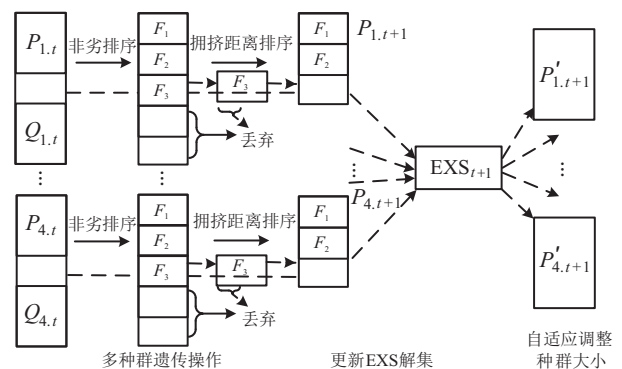 P1.t
非劣排序
F1
F2
F3
拥挤距离排序
F3
F1
F2
P1.t+1
Q1.t
丢弃
⋮
⋮
P4.t
非劣排序
F1
F2
F3
拥挤距离排序
F3
F1
F2
P4.t+1
Q4.t
丢弃
EXSt+1
P′1.t+1
⋮
P′4.t+1
多种群遗传操作
更新EXS解集
自适应调整
种群大小